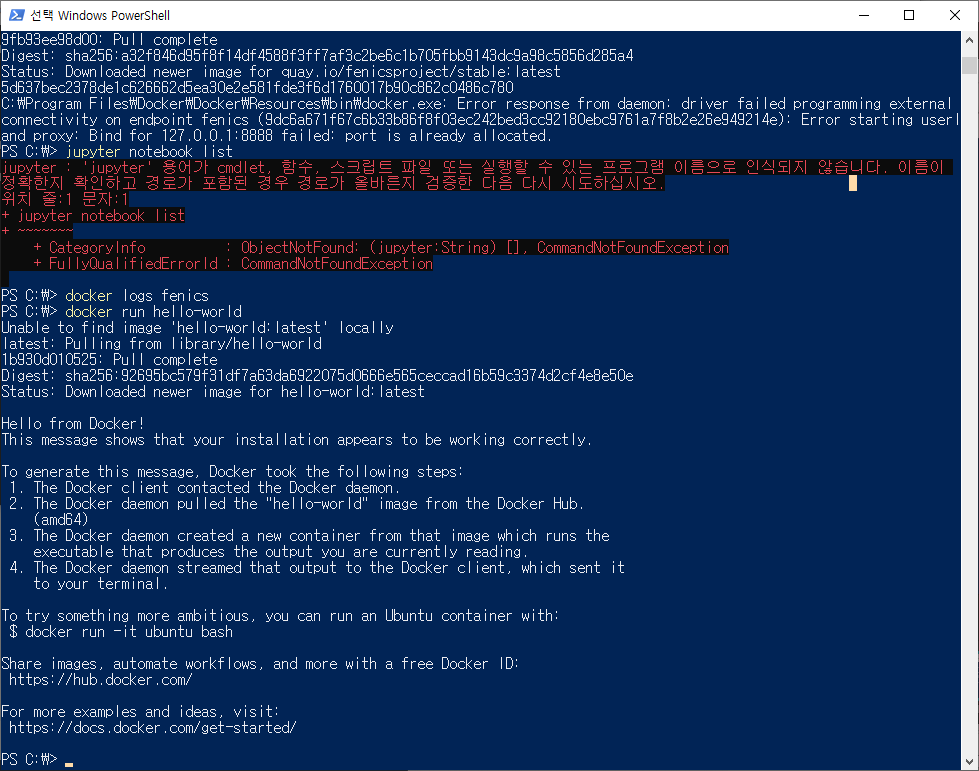 선택 Windows PowerShell
9fb93ee98d00: Pull complete
Digest: sha256:a32f846d95f8f14df4588f3ff7af3c2be6c1b705fbb9143dc9a98c5856d285a4
Status: Downloaded newer image for quay.io/fenicsproject/stable:latest
5d637bec2378de1c626662d5ea30e2e581fde3f6d1760017b90c862c0486c780
C:₩Program Files₩Docker₩Docker₩Resources₩bin₩docker.exe: Error response from daemon: driver failed programming external
connectivity on endpoint fenics (9dc6a671f67c6b33b86f8f03ec242bed3cc92180ebc9761a7f8b2e26e949214e): Error starting userl
and proxy: Bind for 127.0.0.1:8888 failed: port is already allocated.
PS C:₩> jupyter notebook list
jupyter : 'jupyter' 용어가 cmdlet, 함수, 스크립트 파일 또는 실행할 수 있는 프로그램 이름으로 인식되지 않습니다. 이름이
정확한지 확인하고 경로가 포함된 경우 경로가 올바른지 검증한 다음 다시 시도하십시오.
위치 줄:1 문자:1
+ jupyter notebook list
+ ~~~~~~~
    + CategoryInfo          : ObjectNotFound: (jupyter:String) [], CommandNotFoundException
    + FullyQualifiedErrorId : CommandNotFoundException
PS C:₩> docker logs fenics
PS C:₩> docker run hello-world
Unable to find image 'hello-world:latest' locally
latest: Pulling from library/hello-world
1b930d010525: Pull complete
Digest: sha256:92695bc579f31df7a63da6922075d0666e565ceccad16b59c3374d2cf4e8e50e
Status: Downloaded newer image for hello-world:latest
Hello from Docker!
This message shows that your installation appears to be working correctly.
To generate this message, Docker took the following steps:
 1. The Docker client contacted the Docker daemon.
 2. The Docker daemon pulled the "hello-world" image from the Docker Hub.
    (amd64)
 3. The Docker daemon created a new container from that image which runs the
    executable that produces the output you are currently reading.
 4. The Docker daemon streamed that output to the Docker client, which sent it
    to your terminal.
To try something more ambitious, you can run an Ubuntu container with:
 $ docker run -it ubuntu bash
Share images, automate workflows, and more with a free Docker ID:
 https://hub.docker.com/
For more examples and ideas, visit:
 https://docs.docker.com/get-started/
PS C:₩>